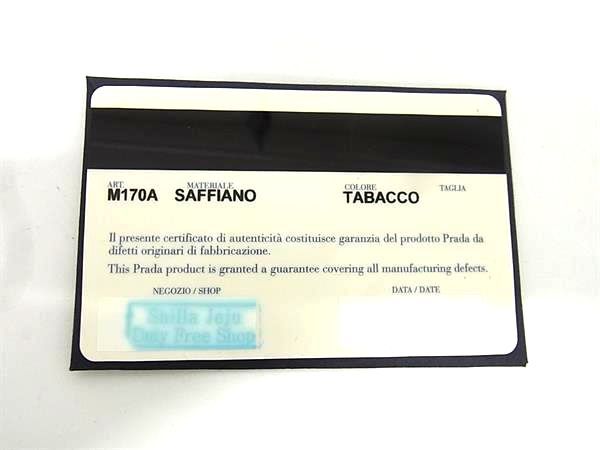 ART. MATERIALE COLORE TAGLIA
M170A SAFFIANO TABACCO
Il presente certificato di autenticità costituisce garanzia del prodotto Prada da
difetti originari di fabbricazione.
This Prada product is granted a guarantee covering all manufacturing defects.
NEGOZIO / SHOP DATA / DATE
Shilla Jeju
Duty Free Shop